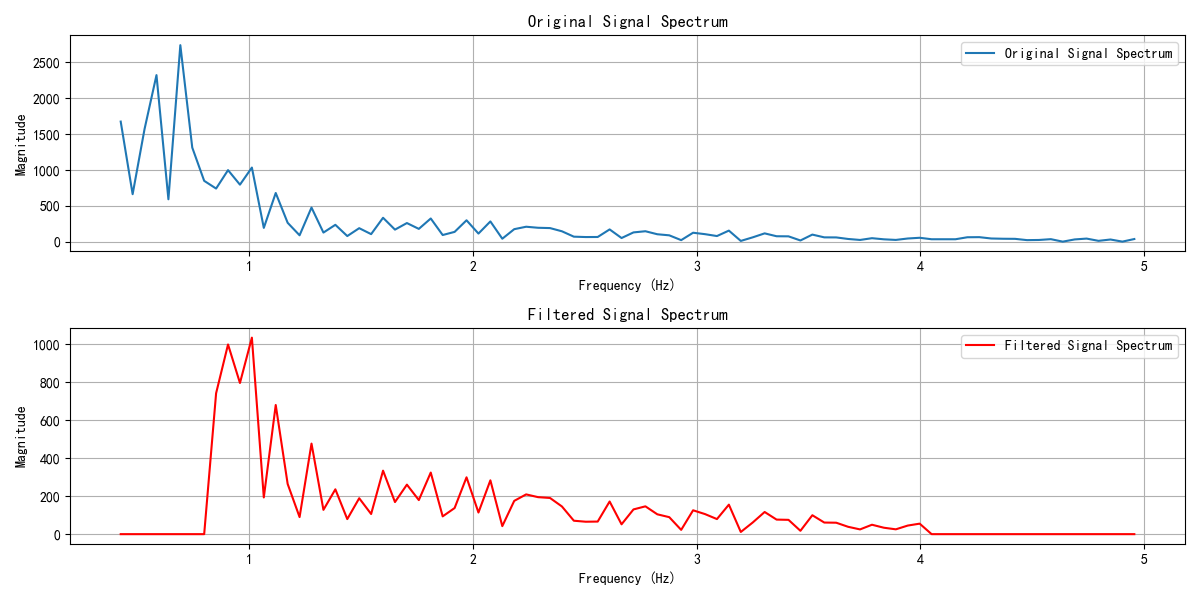 Original Signal Spectrum
Original Signal Spectrum
Magnitude
2500
2000
1500
1000
500
0
1
2
3
4
5
Frequency (Hz)
Filtered Signal Spectrum
Filtered Signal Spectrum
Magnitude
1000
800
600
400
200
0
1
2
3
4
5
Frequency (Hz)